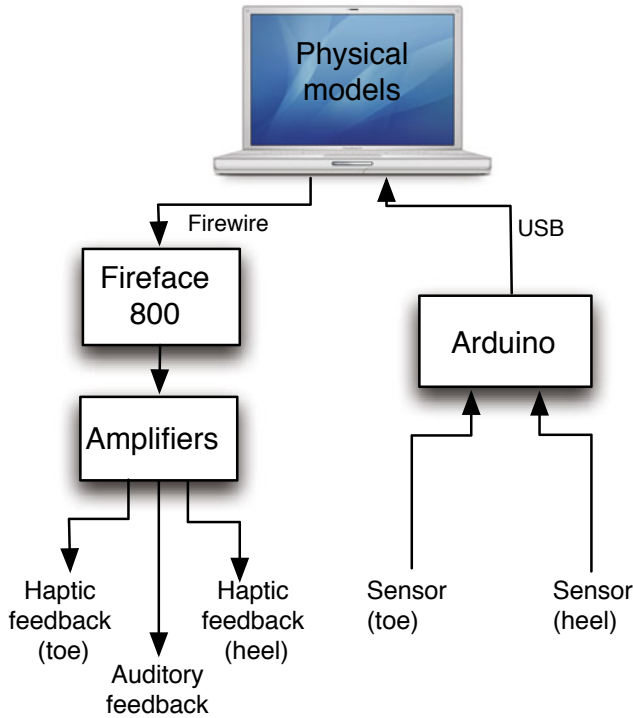 Physical
models
Firewire
USB
Fireface
800
Arduino
Amplifiers
Haptic
feedback
(toe)
Auditory
feedback
Haptic
feedback
(heel)
Sensor
(toe)
Sensor
(heel)